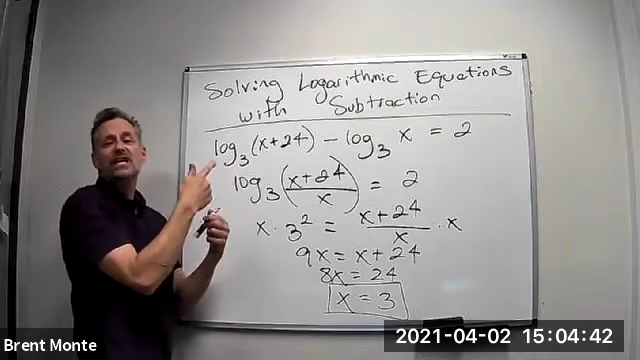 Solving Logarithmic Equations
with Subtraction
log₃(x+24) - log₃ x = 2
log₃(x+24/x) = 2
x · 3² = x+24/x · x
9x = x+24
8x = 24
x = 3
Brent Monte
2021-04-02 15:04:42